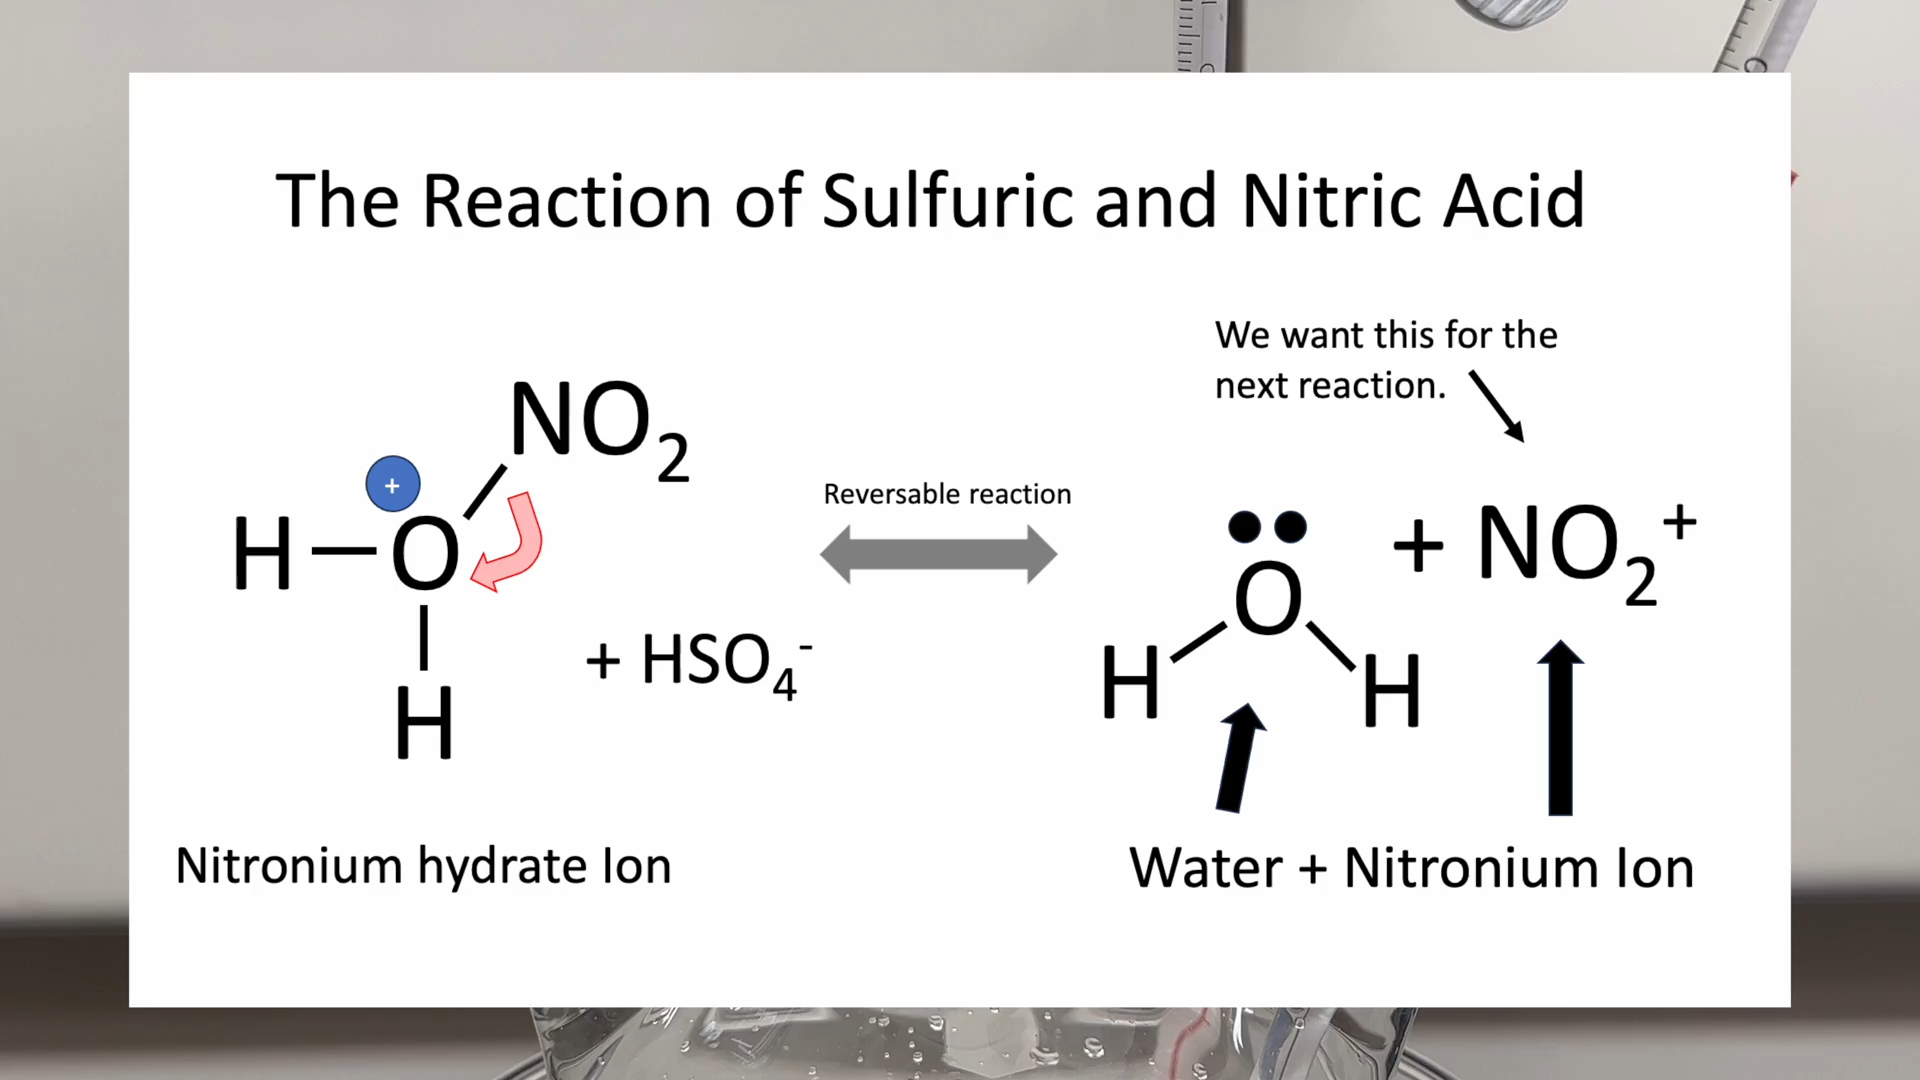 The Reaction of Sulfuric and Nitric Acid
We want this for the
next reaction.
NO₂
+
H
O
H
+ HSO₄⁻
Reversable reaction
O
H
H
+ NO₂⁺
Nitronium hydrate Ion
Water + Nitronium Ion